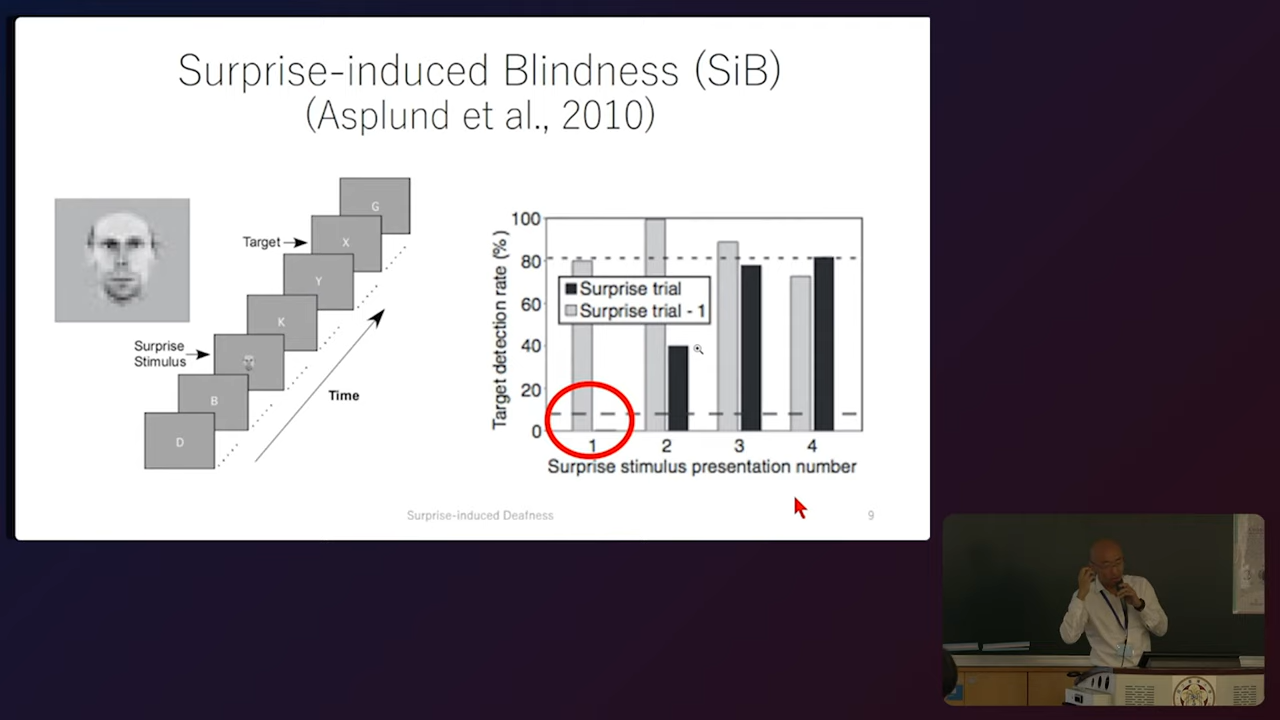 Surprise-induced Blindness (SiB)
(Asplund et al., 2010)
G
Target
X
Y
K
Surprise
Stimulus
B
Time
D
Target detection rate (%)
100
80
60
40
20
0
Surprise trial
Surprise trial - 1
1 2 3 4
Surprise stimulus presentation number
Surprise-induced Deafness
9